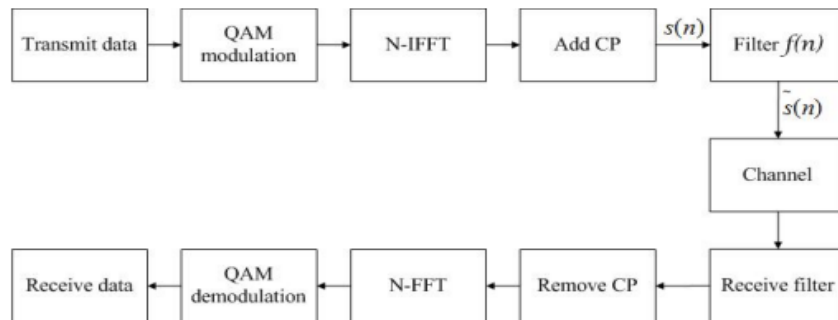 Transmit data
QAM
modulation
N-IFFT
Add CP
s(n)
Filter f(n)
s̃(n)
Channel
Receive data
QAM
demodulation
N-FFT
Remove CP
Receive filter